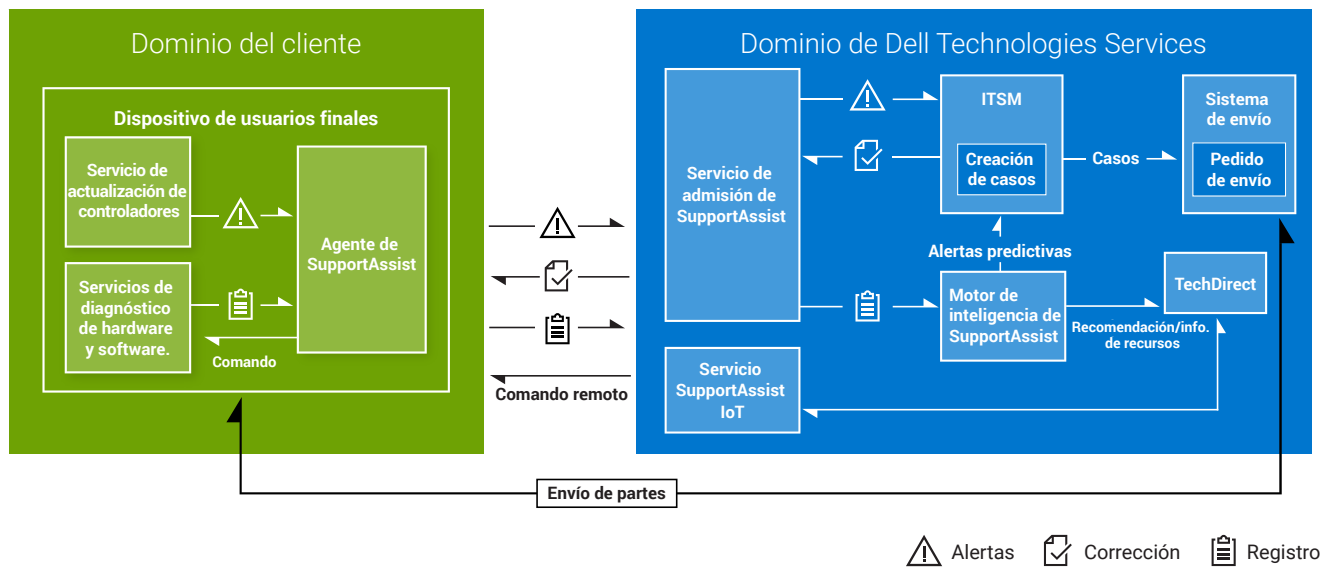 Dominio del cliente
Dispositivo de usuarios finales
Servicio de
actualización de
controladores
Servicios de
diagnóstico
de hardware
y software.
Agente de
SupportAssist
Comando
Comando remoto
Dominio de Dell Technologies Services
Servicio de
admisión de
SupportAssist
ITSM
Creación
de casos
Casos
Sistema
de envío
Pedido
de envío
Alertas predictivas
Motor de
inteligencia de
SupportAssist
TechDirect
Recomendación/info.
de recursos
Servicio
SupportAssist
IoT
Envío de partes
Alertas
Corrección
Registro